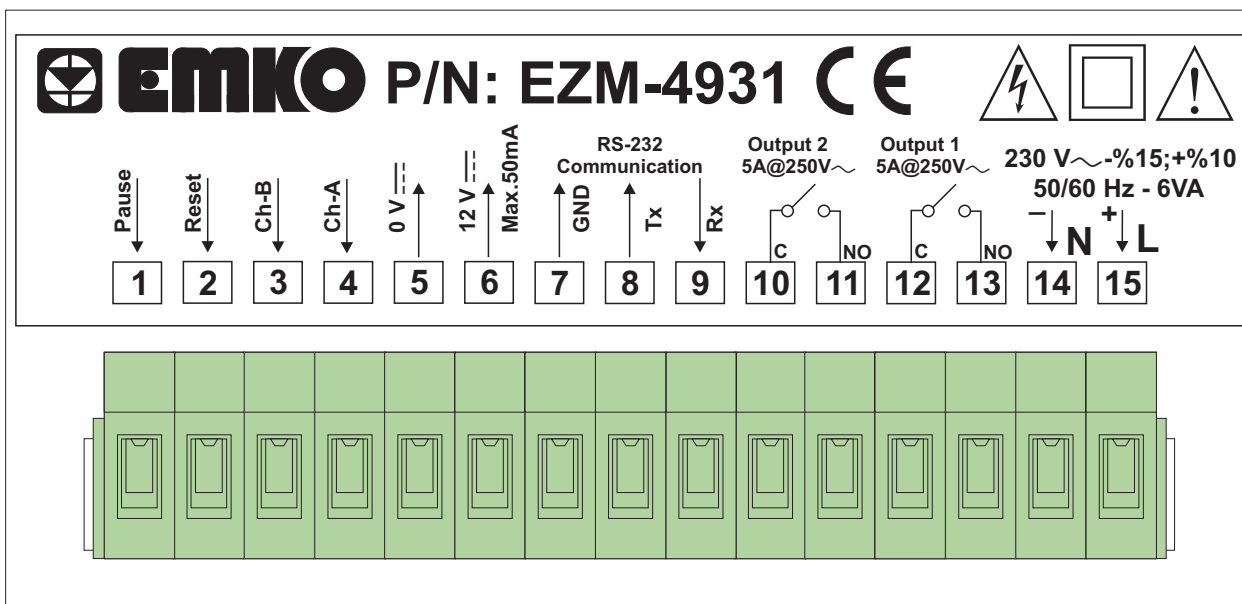 EMKO P/N: EZM-4931 CE
Pause
Reset
Ch-B
Ch-A
0 V
12 V
Max.50mA
RS-232
Communication
GND
Tx
Rx
Output 2
5A@250V~
C
NO
Output 1
5A@250V~
C
NO
230 V~-%15;+%10
50/60 Hz - 6VA
– N
+ L
1 2 3 4 5 6 7 8 9 10 11 12 13 14 15